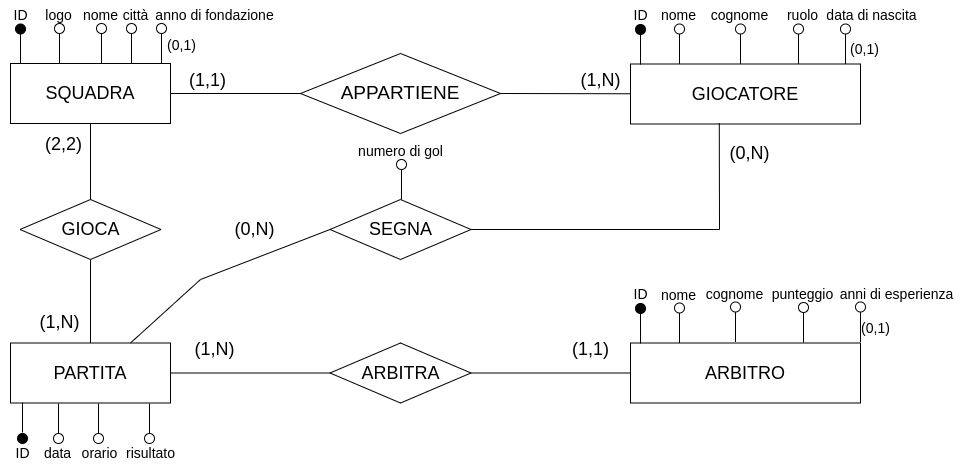 ID logo nome città anno di fondazione
(0,1)
SQUADRA
(1,1)
APPARTIENE
(1,N)
ID nome cognome ruolo data di nascita
(0,1)
GIOCATORE
(2,2)
numero di gol
(0,N)
GIOCA
(0,N)
SEGNA
(1,N)
ID nome cognome punteggio anni di esperienza
(0,1)
PARTITA
(1,N)
ARBITRA
(1,1)
ARBITRO
ID data orario risultato